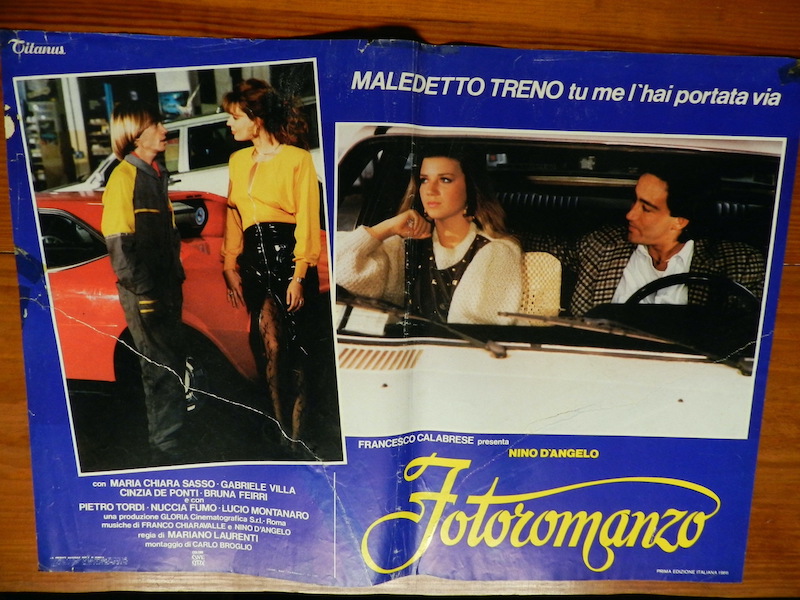 Titanus
MALEDETTO TRENO tu me l'hai portata via
FRANCESCO CALABRESE presenta
NINO D'ANGELO
Fotoromanzo
con MARIA CHIARA SASSO · GABRIELE VILLA
CINZIA DE PONTI · BRUNA FEIRRI
e con
PIETRO TORDI · NUCCIA FUMO · LUCIO MONTANARO
una produzione GLORIA Cinematografica S.r.l.- Roma
musiche di FRANCO CHIARAVALLE e NINO D'ANGELO
regia di MARIANO LAURENTI
montaggio di CARLO BROGLIO
PRIMA EDIZIONE ITALIANA